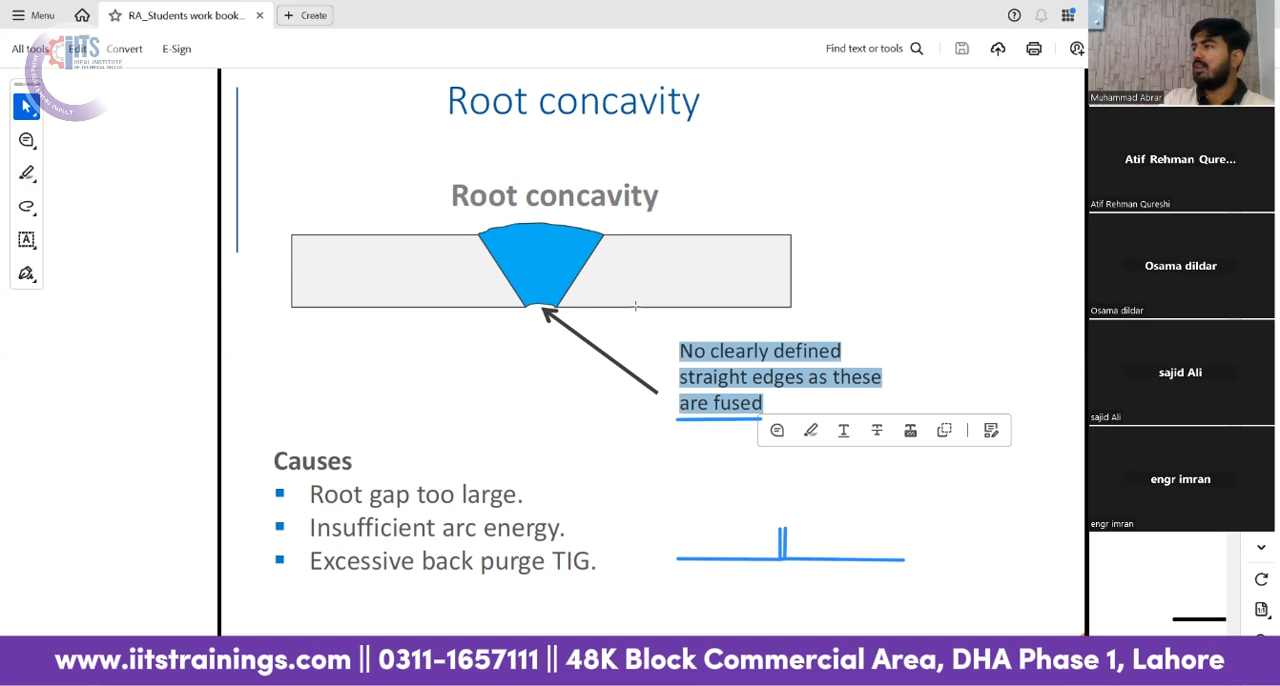 Menu
RA_Students work book...
Create
All tools
Edit
Convert
E-Sign
Find text or tools
IITS
IDEAL INSTITUTE
Root concavity
Root concavity
No clearly defined
straight edges as these
are fused
Causes
Root gap too large.
Insufficient arc energy.
Excessive back purge TIG.
Muhammad Abrar
Atif Rehman Qure...
Atif Rehman Qureshi
Osama dildar
Osama dildar
sajid Ali
sajid Ali
engr imran
engr imran
www.iitstrainings.com || 0311-1657111 || 48K Block Commercial Area, DHA Phase 1, Lahore